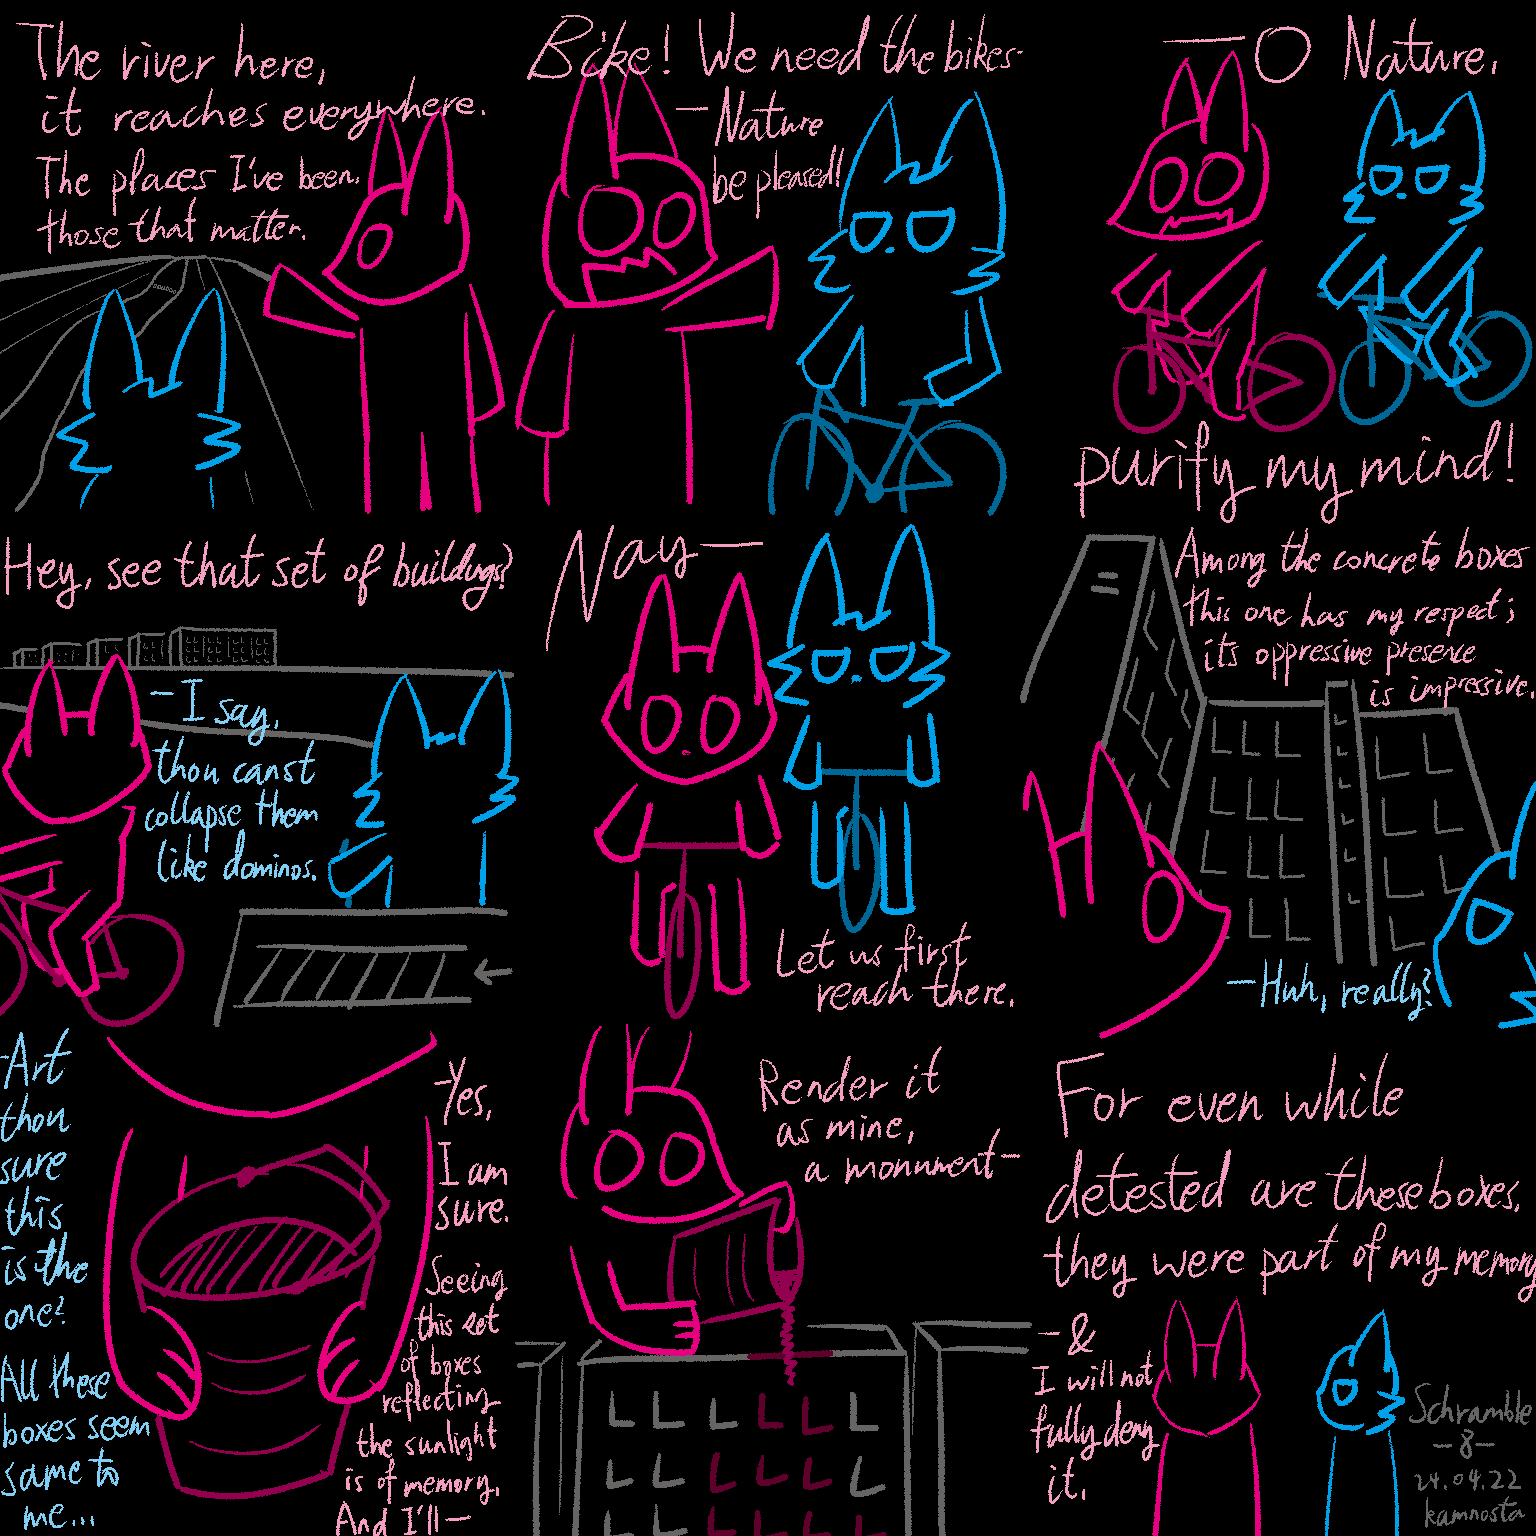 The river here,
it reaches everywhere.
The places I've been.
those that matter.
Bike! We need the bikes-
—Nature
be pleased!
—O Nature,
purify my mind!
Hey, see that set of buildings?
—I say,
thou canst
collapse them
like dominos.
Nay—
Let us first
reach there.
Among the concrete boxes
this one has my respect;
its oppressive presence
is impressive.
—Huh, really?
-Art
thou
sure
this
is the
one?
All these
boxes seem
same to
me...
-Yes,
I am
sure.
Seeing
this set
of boxes
reflecting
the sunlight
is of memory.
And I'll—
Render it
as mine,
a monument—
For even while
detested are these boxes,
they were part of my memory
—&
I will not
fully deny
it.
Schramble
—8—
24.04.22
kamnosta